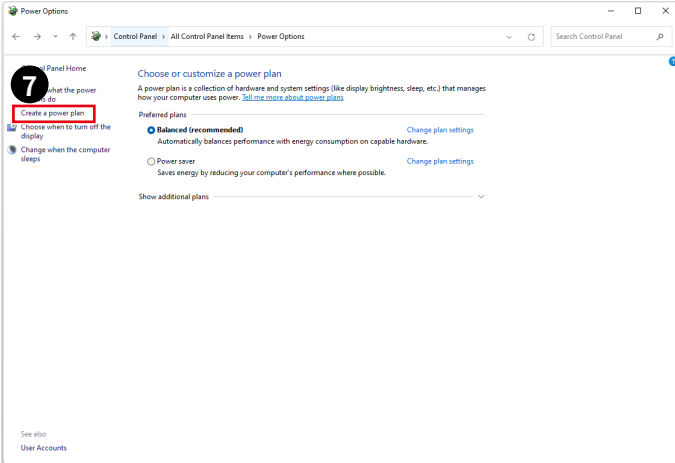 Power Options
Control Panel > All Control Panel Items > Power Options
Search Control Panel
Panel Home
7
what the power
do
Create a power plan
Choose when to turn off the
display
Change when the computer
sleeps
Choose or customize a power plan
A power plan is a collection of hardware and system settings (like display brightness, sleep, etc.) that manages
how your computer uses power. Tell me more about power plans
Preferred plans
Balanced (recommended)
Change plan settings
Automatically balances performance with energy consumption on capable hardware.
Power saver
Change plan settings
Saves energy by reducing your computer's performance where possible.
Show additional plans
See also
User Accounts